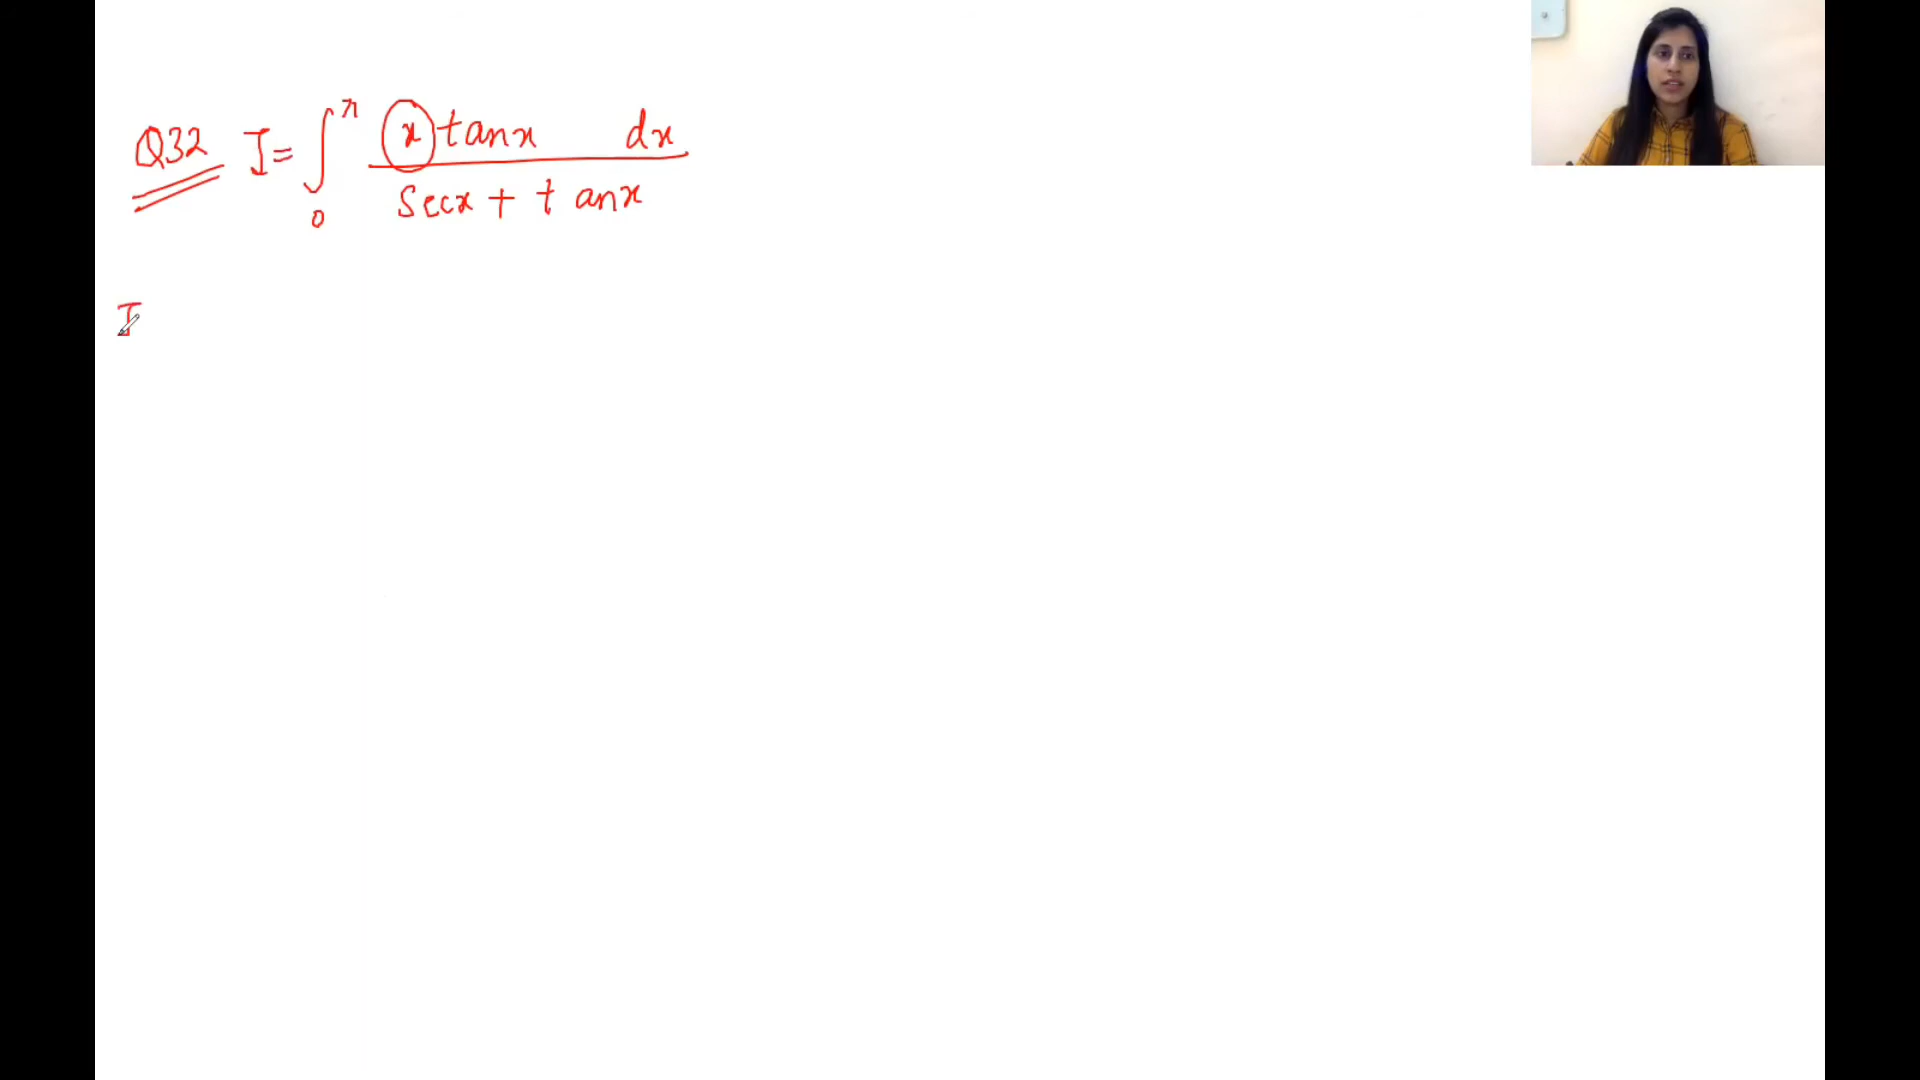 Q32 I = ∫₀^π x tanx dx / secx + tanx
I